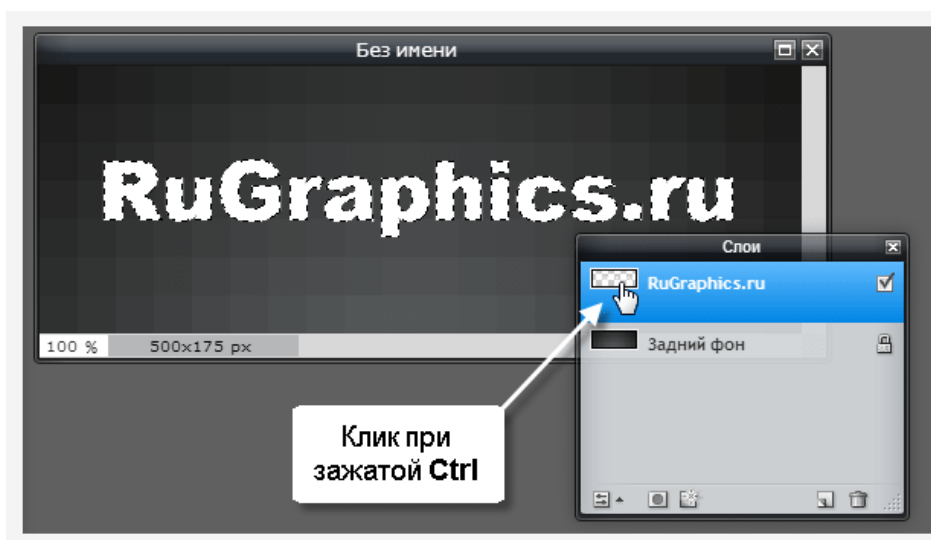 Без имени
RuGraphics.ru
Слои
RuGraphics.ru
Задний фон
100 % 500x175 px
Клик при
зажатой Ctrl